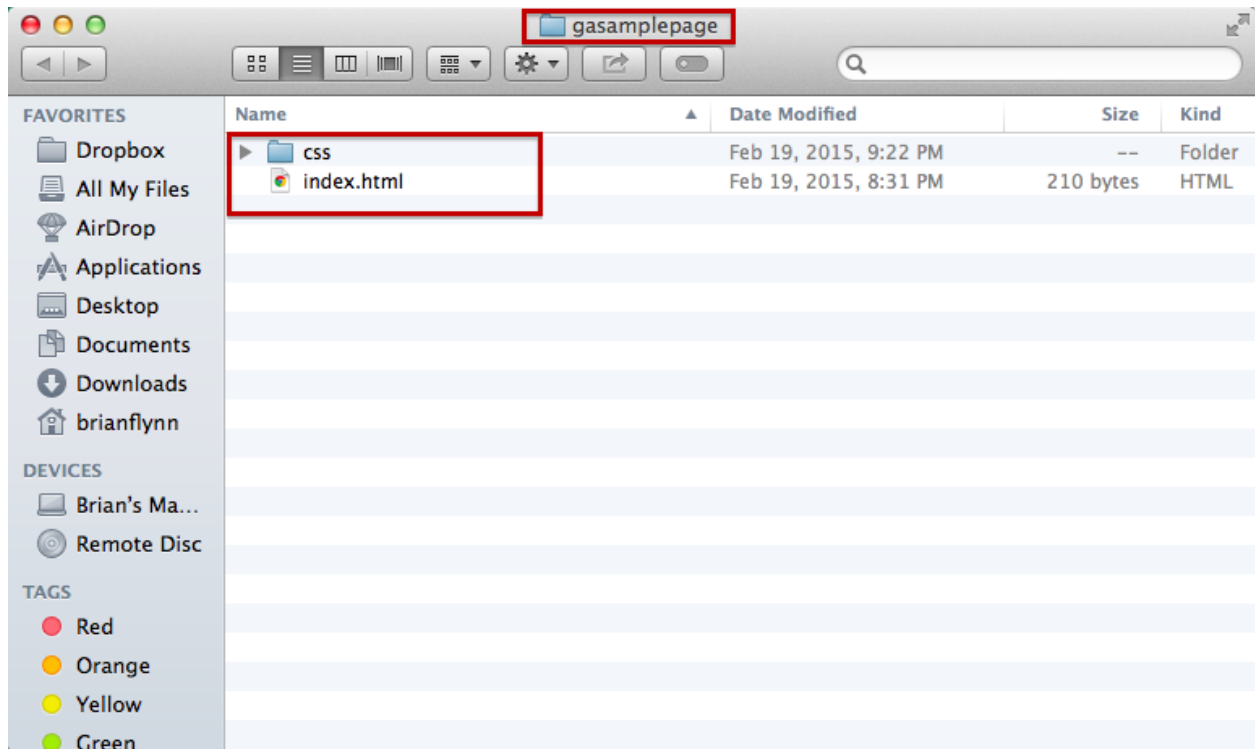 gasamplepage
FAVORITES
Dropbox
All My Files
AirDrop
Applications
Desktop
Documents
Downloads
brianflynn
DEVICES
Brian's Ma...
Remote Disc
TAGS
Red
Orange
Yellow
Green
Name Date Modified Size Kind
css Feb 19, 2015, 9:22 PM -- Folder
index.html Feb 19, 2015, 8:31 PM 210 bytes HTML